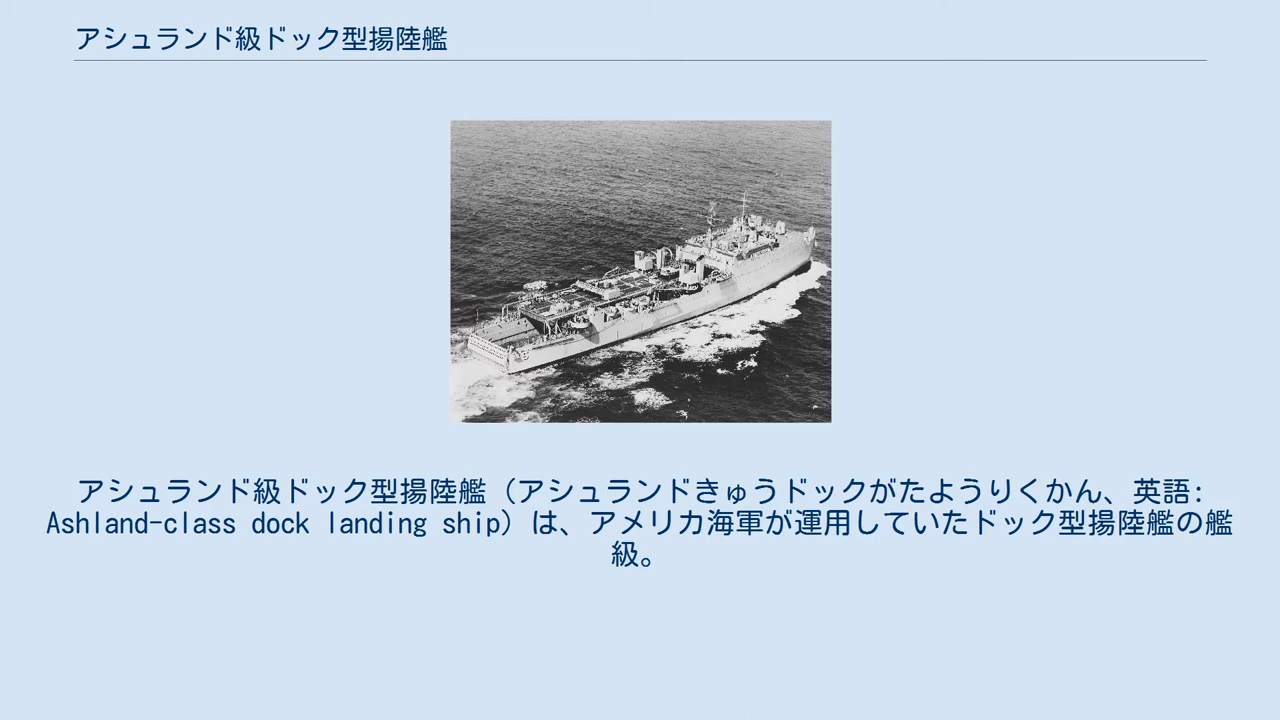 アシュランド級ドック型揚陸艦
アシュランド級ドック型揚陸艦（アシュランドきゅうドックがたようりくかん、英語:
Ashland-class dock landing ship）は、アメリカ海軍が運用していたドック型揚陸艦の艦
級。